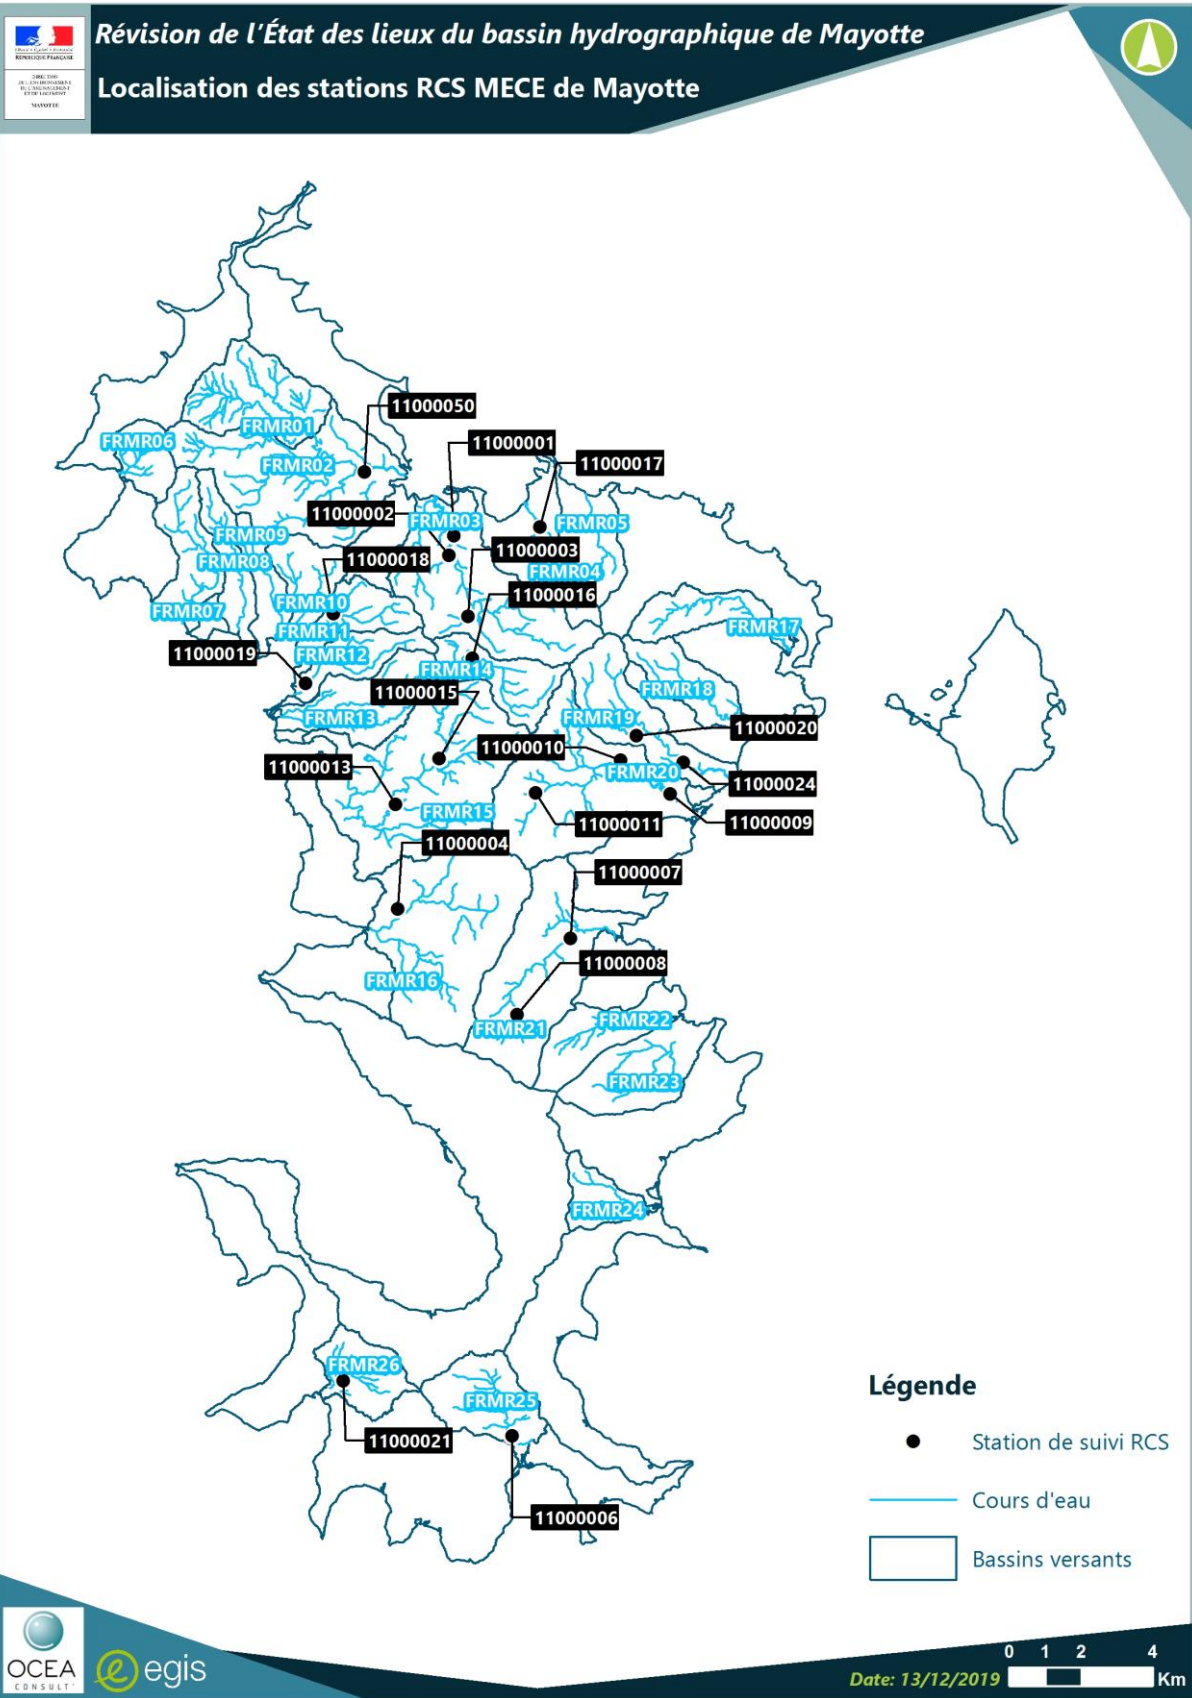 Révision de l'État des lieux du bassin hydrographique de Mayotte
Localisation des stations RCS MECE de Mayotte
RÉPUBLIQUE FRANÇAISE
MAYOTTE
11000050
FRMR01
11000001
FRMR06
11000017
FRMR02
11000002
FRMR03
FRMR05
FRMR09
11000003
FRMR08
11000018
FRMR04
11000016
FRMR10
FRMR07
FRMR17
FRMR11
11000019
FRMR12
FRMR14
11000015
FRMR18
FRMR13
FRMR19
11000020
11000010
11000013
FRMR20
11000024
FRMR15
11000011
11000009
11000004
11000007
11000008
FRMR16
FRMR22
FRMR21
FRMR23
FRMR24
FRMR26
FRMR25
11000021
11000006
Légende
Station de suivi RCS
Cours d'eau
Bassins versants
OCEA
CONSULT'
egis
Date: 13/12/2019
0 1 2 4
Km